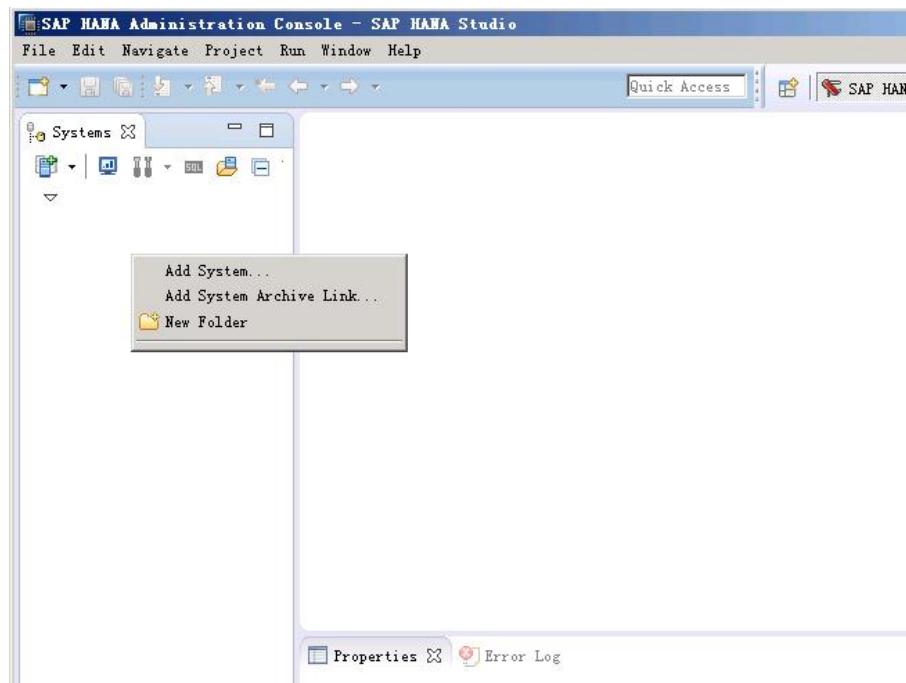 SAP HANA Administration Console - SAP HANA Studio
File Edit Navigate Project Run Window Help
Quick Access
SAP HAN
Systems
SQL
Add System...
Add System Archive Link...
New Folder
Properties
Error Log